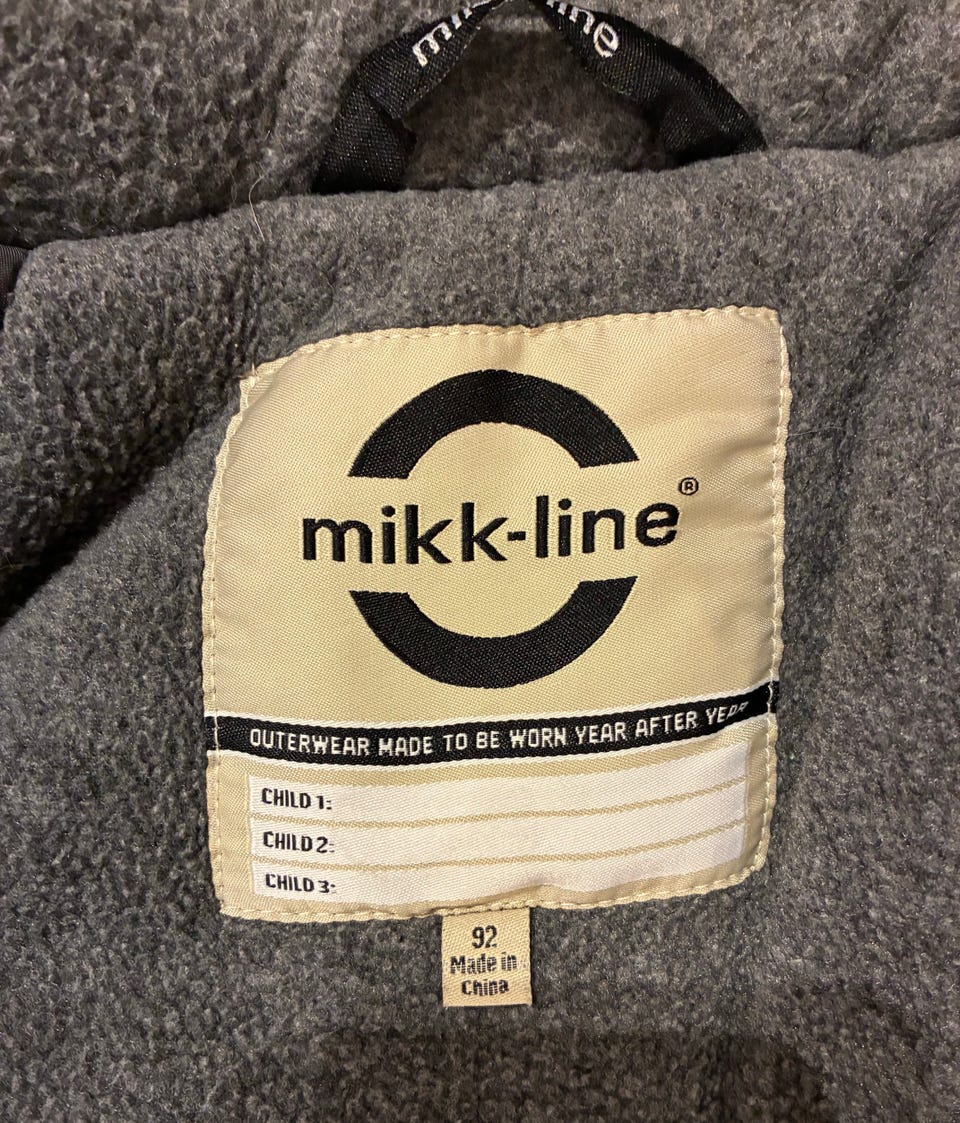 mikk-line
mikk-line®
OUTERWEAR MADE TO BE WORN YEAR AFTER YEAR
CHILD 1:
CHILD 2:
CHILD 3:
92
Made in
China